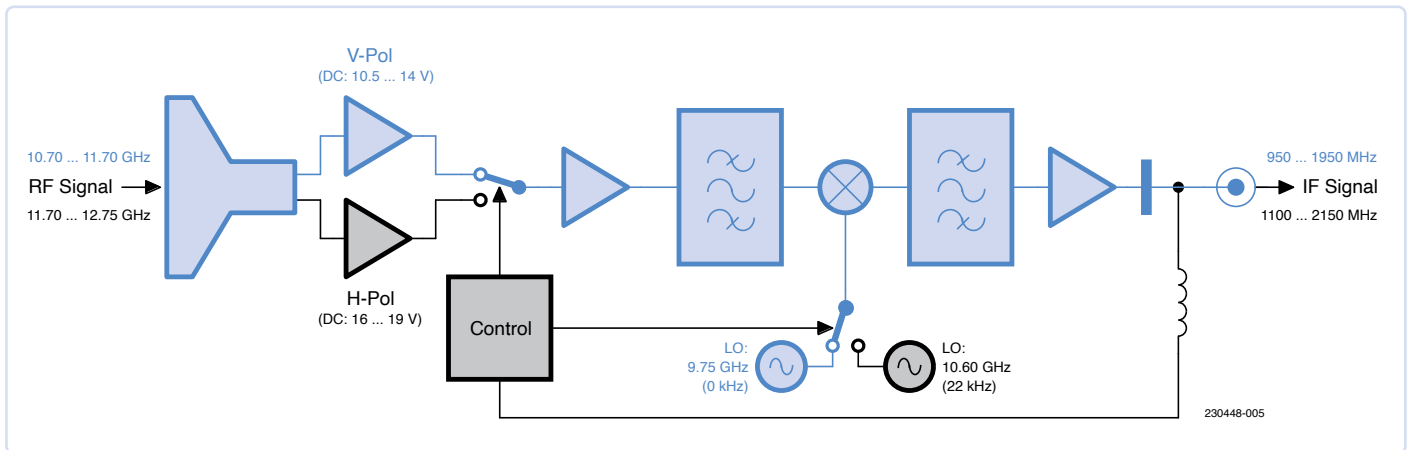 V-Pol
(DC: 10.5 ... 14 V)
10.70 ... 11.70 GHz
RF Signal
11.70 ... 12.75 GHz
H-Pol
(DC: 16 ... 19 V)
Control
LO:
9.75 GHz
(0 kHz)
LO:
10.60 GHz
(22 kHz)
950 ... 1950 MHz
IF Signal
1100 ... 2150 MHz
230448-005